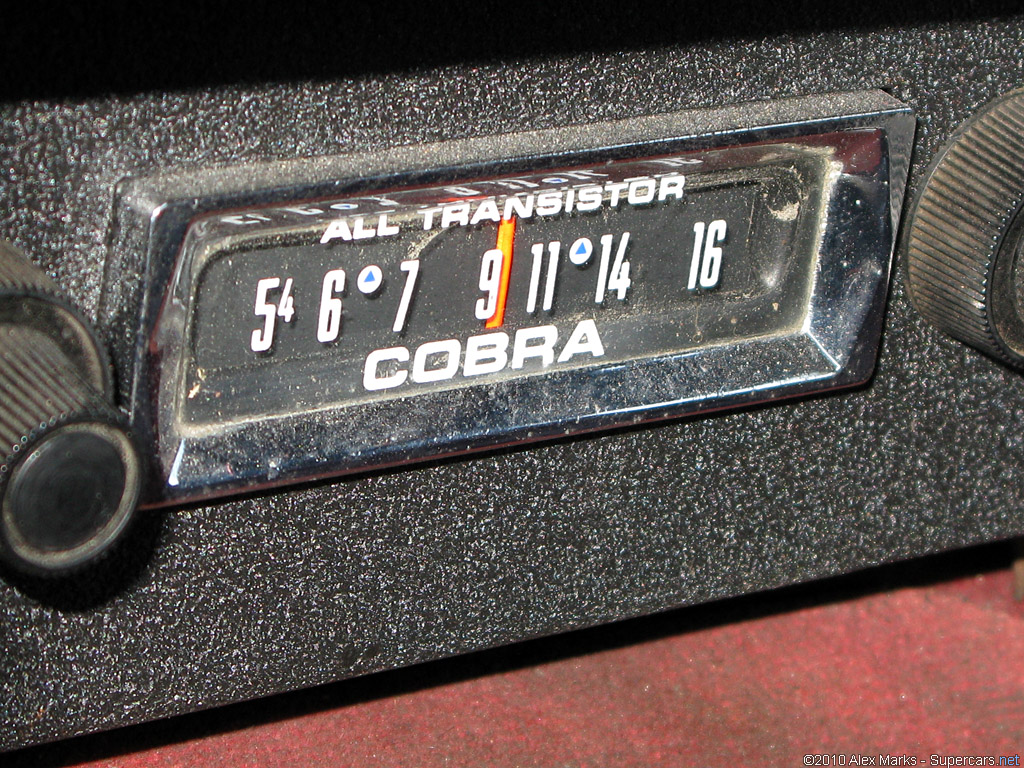 ALL TRANSISTOR
54 6 7 9 11 14 16
COBRA
©2010 Alex Marks - Supercars.net